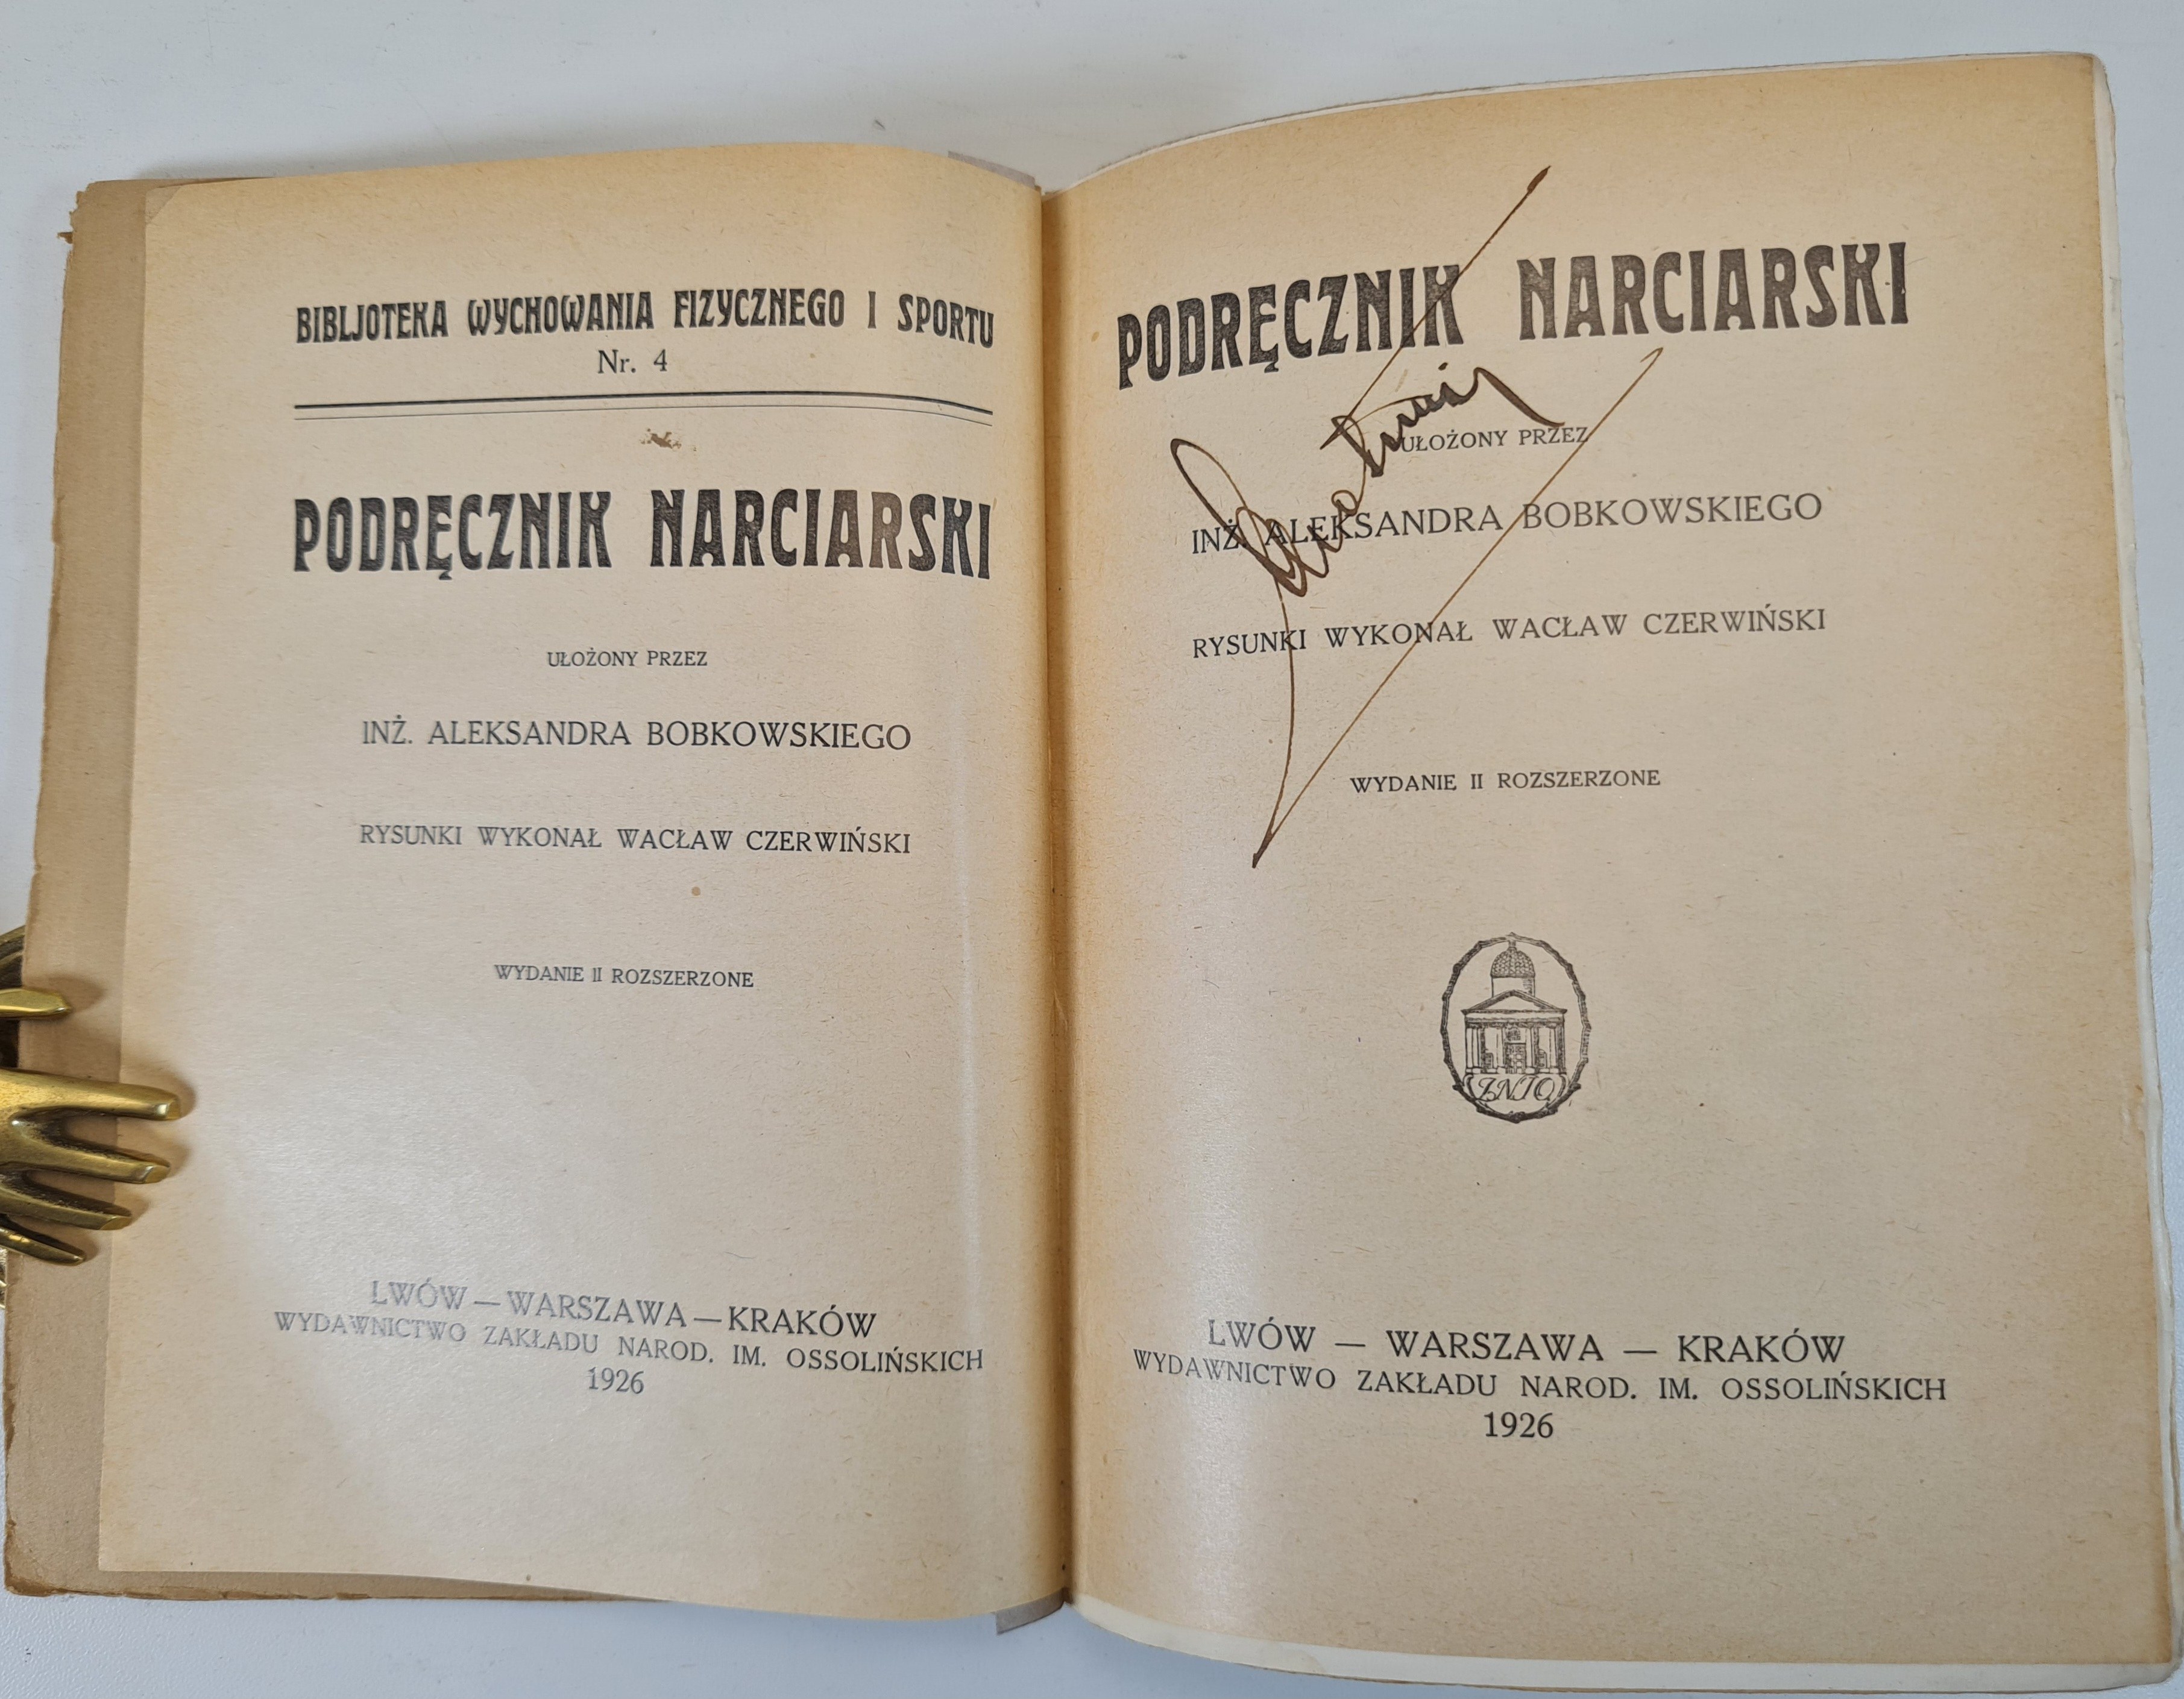 BIBLJOTEKA WYCHOWANIA FIZYCZNEGO I SPORTU
Nr. 4
PODRĘCZNIK NARCIARSKI
UŁOŻONY PRZEZ
INŻ. ALEKSANDRA BOBKOWSKIEGO
RYSUNKI WYKONAŁ WACŁAW CZERWIŃSKI
WYDANIE II ROZSZERZONE
LWÓW — WARSZAWA — KRAKÓW
WYDAWNICTWO ZAKŁADU NAROD. IM. OSSOLIŃSKICH
1926
PODRĘCZNIK NARCIARSKI
UŁOŻONY PRZEZ
INŻ. ALEKSANDRA BOBKOWSKIEGO
RYSUNKI WYKONAŁ WACŁAW CZERWIŃSKI
WYDANIE II ROZSZERZONE
ZNIO
LWÓW — WARSZAWA — KRAKÓW
WYDAWNICTWO ZAKŁADU NAROD. IM. OSSOLIŃSKICH
1926